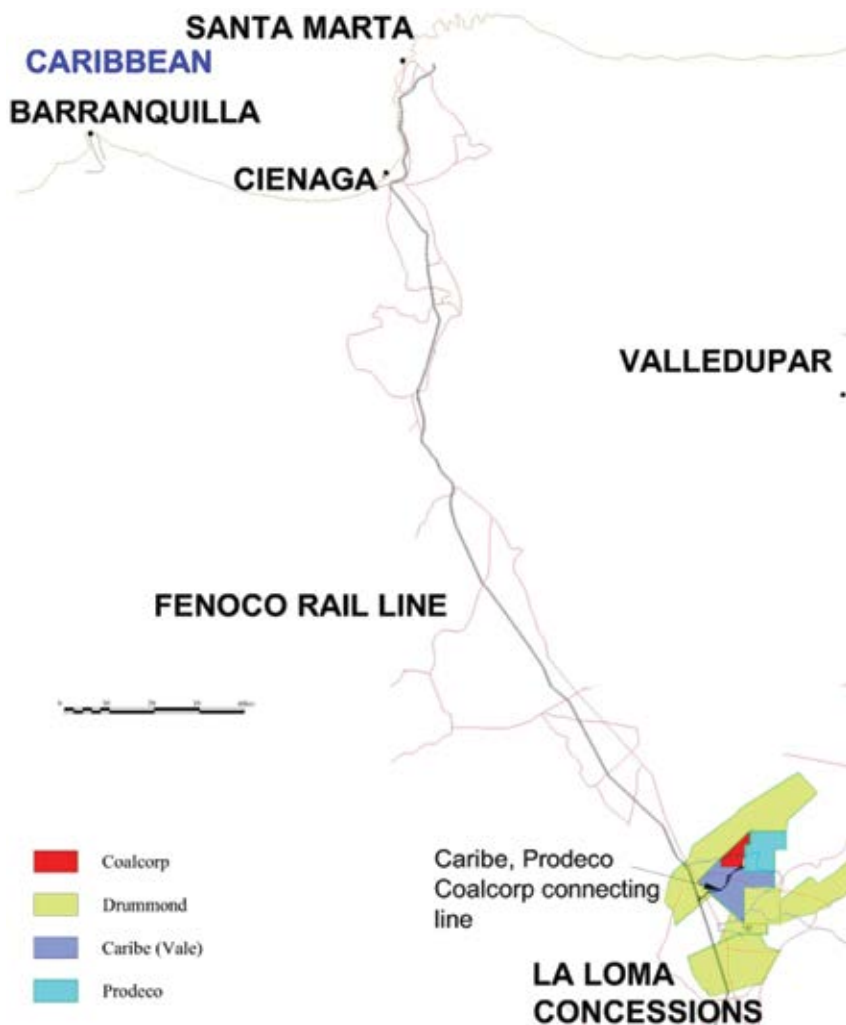 SANTA MARTA
CARIBBEAN
BARRANQUILLA
CIENAGA
VALLEDUPAR
FENOCO RAIL LINE
Coalcorp
Drummond
Caribe (Vale)
Prodeco
Caribe, Prodeco
Coalcorp connecting
line
LA LOMA
CONCESSIONS